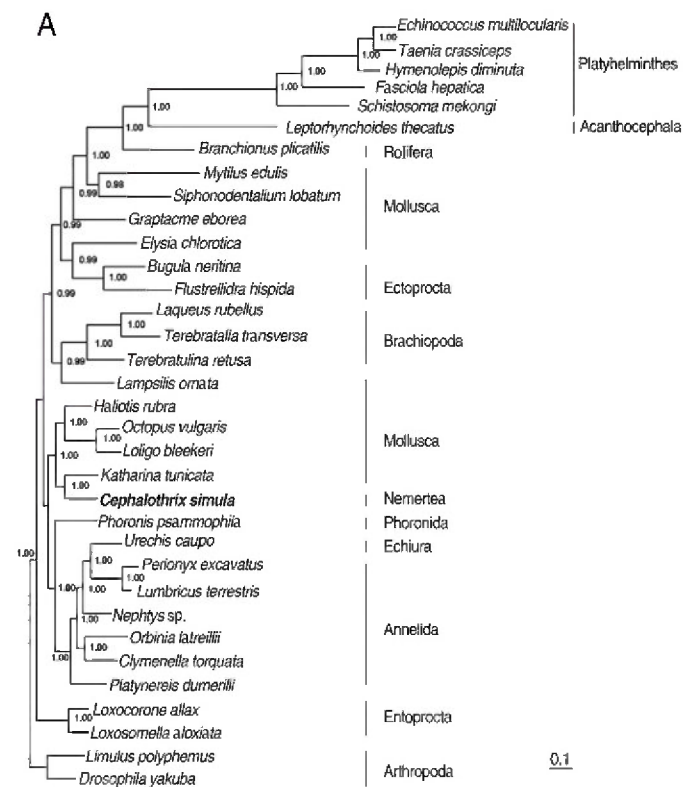 A
Echinococcus multilocularis
1.00
Taenia crassiceps
1.00
Hymenolepis diminuta
Platyhelminthes
1.00
Fasciola hepatica
1.00
Schistosoma mekongi
1.00
Leptorhynchoides thecatus
Acanthocephala
1.00
Branchionus plicatilis
Rolifera
1.00
Mytilus edulis
0.98
Siphonodentalium lobatum
0.99
Mollusca
Graptacme eborea
0.99
Elysia chlorotica
0.99
Bugula neritina
1.00
Flustrellidra hispida
Ectoprocta
0.99
Laqueus rubellus
1.00
Terebratalia transversa
1.00
Brachiopoda
Terebratulina retusa
0.99
Lampsilis ornata
Haliotis rubra
1.00
Octopus vulgaris
1.00
Mollusca
Loligo bleekeri
1.00
Katharina tunicata
1.00
Cephalothrix simula
Nemertea
Phoronis psammophila
Phoronida
Urechis caupo
Echiura
1.00
1.00
Perionyx excavatus
1.00
1.00
1.00
Lumbricus terrestris
Nephtys sp.
1.00
Annelida
Orbinia latreillii
1.00
Clymenella torquata
1.00
Platynereis dumerilii
Loxocorone allax
1.00
Entoprocta
Loxosomella aloxiata
Limulus polyphemus
0.1
Arthropoda
Drosophila yakuba